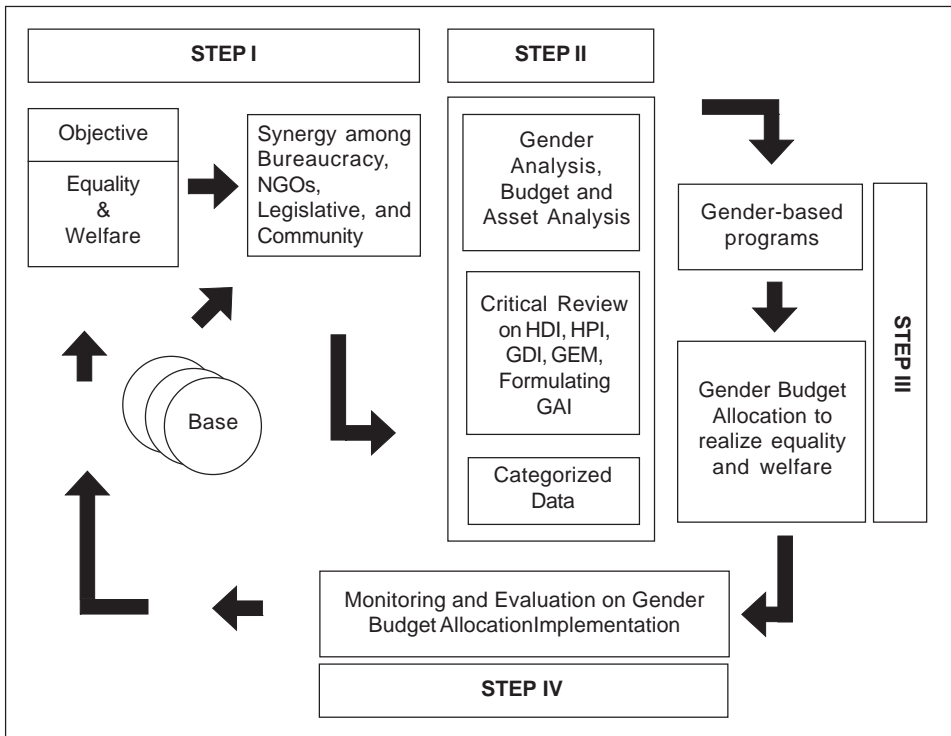 STEP I
Objective
Equality
&
Welfare
Synergy among
Bureaucracy,
NGOs,
Legislative, and
Community
Base
STEP II
Gender
Analysis,
Budget and
Asset Analysis
Critical Review
on HDI, HPI,
GDI, GEM,
Formulating
GAI
Categorized
Data
Gender-based
programs
Gender Budget
Allocation to
realize equality
and welfare
STEP III
Monitoring and Evaluation on Gender
Budget AllocationImplementation
STEP IV